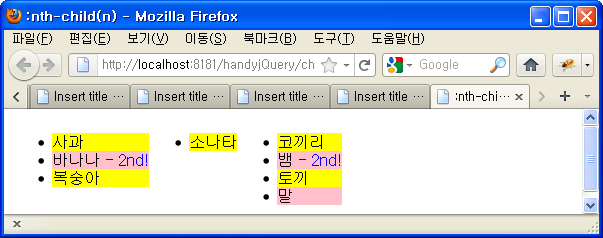 :nth-child(n) - Mozilla Firefox
파일(F) 편집(E) 보기(V) 이동(S) 북마크(B) 도구(T) 도움말(H)
http://localhost:8181/handyjQuery/ch Google
Insert title ... Insert title ... Insert title ... Insert title ... :nth-chi...
사과 소나타 코끼리
바나나 - 2nd! 뱀 - 2nd!
복숭아 토끼
말
x